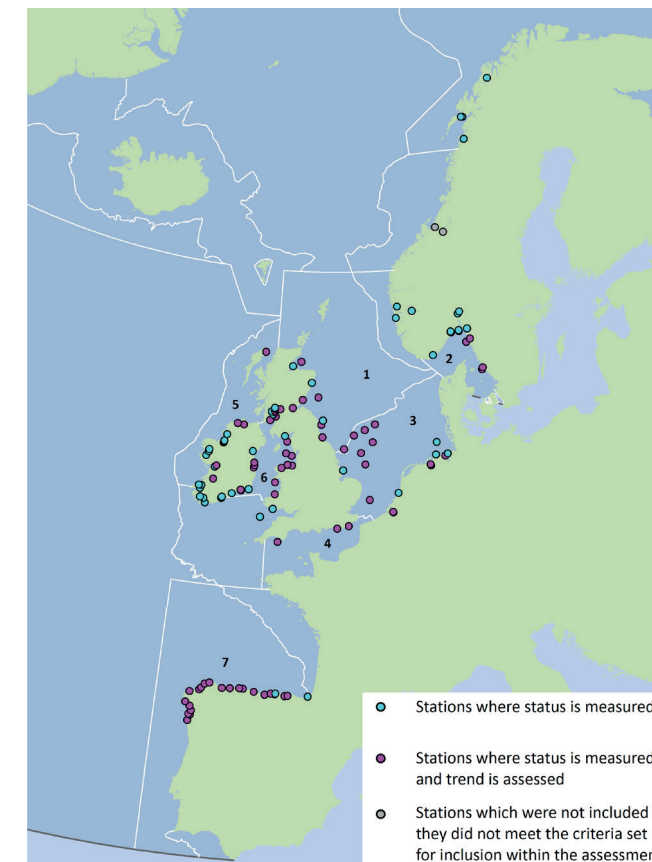 1
2
3
5
6
4
7
Stations where status is measured
Stations where status is measured
and trend is assessed
Stations which were not included
they did not meet the criteria set
for inclusion within the assessmen